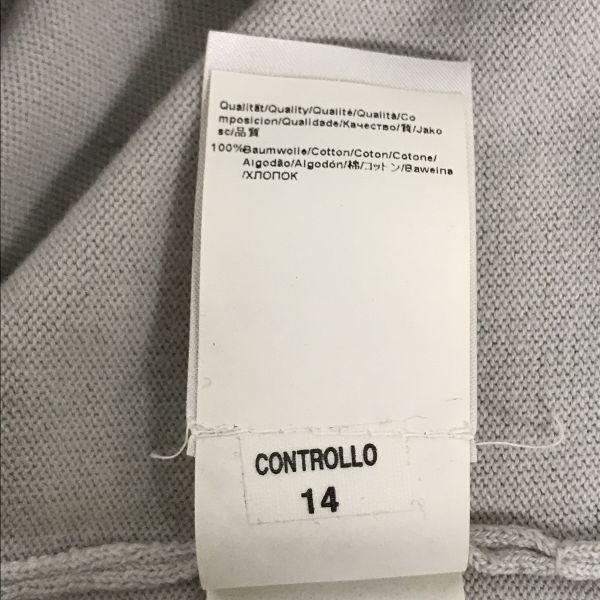 Qualität/Quality/Qualité/Qualità/Co
mposicion/Qualidade/Качество/質/Jako
sc/品質
100%Baumwolle/Cotton/Coton/Cotone/
Algodão/Algodón/棉/コットン/Bawełna
/ХЛОПОК
CONTROLLO
14